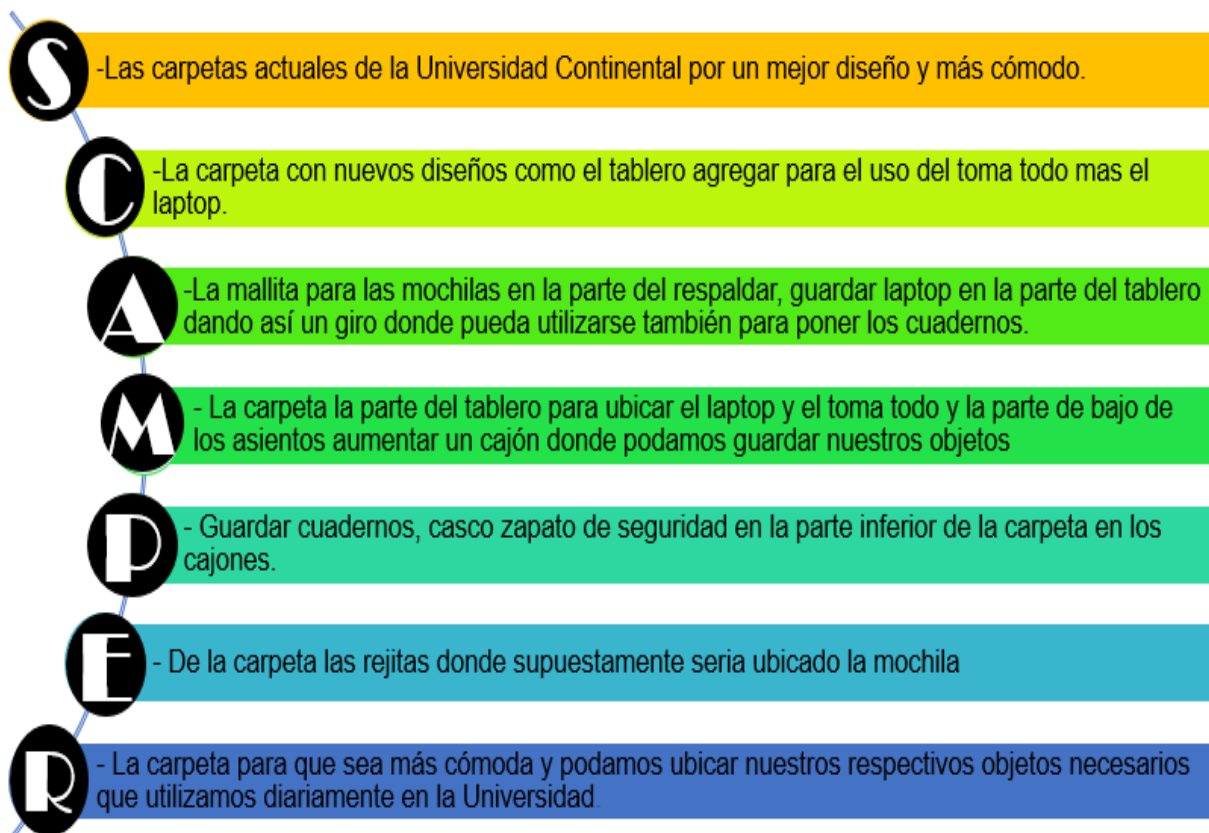 S
-Las carpetas actuales de la Universidad Continental por un mejor diseño y más cómodo.
C
-La carpeta con nuevos diseños como el tablero agregar para el uso del toma todo mas el
laptop.
A
-La mallita para las mochilas en la parte del respaldar, guardar laptop en la parte del tablero
dando así un giro donde pueda utilizarse también para poner los cuadernos.
M
- La carpeta la parte del tablero para ubicar el laptop y el toma todo y la parte de bajo de
los asientos aumentar un cajón donde podamos guardar nuestros objetos
P
- Guardar cuadernos, casco zapato de seguridad en la parte inferior de la carpeta en los
cajones.
E
- De la carpeta las rejitas donde supuestamente seria ubicado la mochila
R
- La carpeta para que sea más cómoda y podamos ubicar nuestros respectivos objetos necesarios
que utilizamos diariamente en la Universidad.